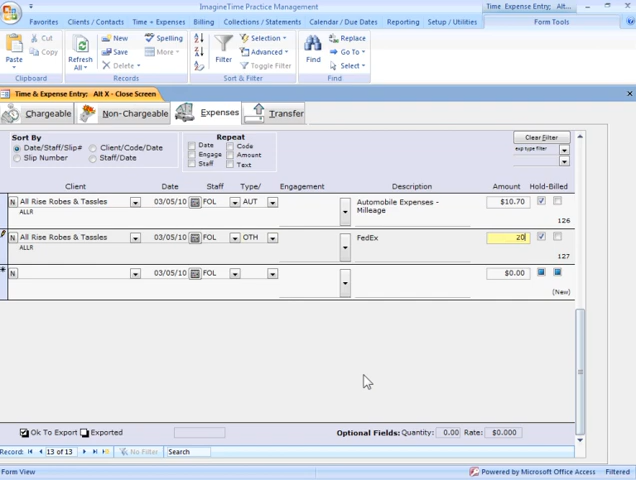 ImagineTime Practice Management
Time Expense Entry; Alt...
Favorites Clients / Contacts Time + Expenses Billing Collections / Statements Calendar / Due Dates Reporting Setup / Utilities Form Tools
Paste Cut Refresh All New Save More Spelling Filter Selection Advanced Toggle Find Replace Go To Select
Clipboard Records Sort & Filter Find
Time & Expense Entry: Alt X - Close Screen
Chargeable Non-Chargeable Expenses Transfer
Sort By
Date/Staff/Slip# Client/Code/Date
Slip Number Staff/Date
Repeat
Date Code
Engage Amount
Staff Text
Clear Filter
exp type filter
Client Date Staff Type/ Engagement Description Amount Hold-Billed
N All Rise Robes & Tassles 03/05/10 FOL AUT Automobile Expenses - $10.70
ALLR Mileage
126
N All Rise Robes & Tassles 03/05/10 FOL OTH FedEx 20
ALLR
127
N 03/05/10 FOL $0.00
(New)
Ok To Export Exported Optional Fields: Quantity: 0.00 Rate: $0.000
Record: 13 of 13 No Filter Search
Form View Powered by Microsoft Office Access Filtered